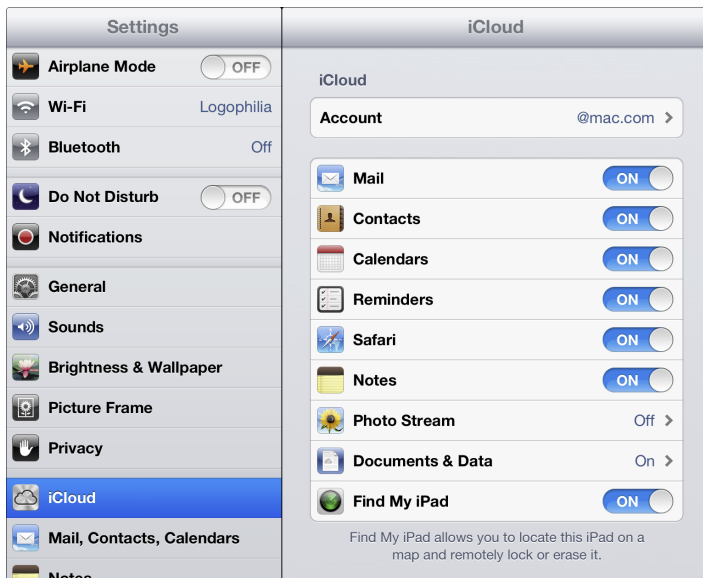 Settings
Airplane Mode OFF
Wi-Fi Logophilia
Bluetooth Off
Do Not Disturb OFF
Notifications
General
Sounds
Brightness & Wallpaper
Picture Frame
Privacy
iCloud
Mail, Contacts, Calendars
Notes
iCloud
iCloud
Account @mac.com
Mail ON
Contacts ON
Calendars ON
Reminders ON
Safari ON
Notes ON
Photo Stream Off
Documents & Data On
Find My iPad ON
Find My iPad allows you to locate this iPad on a
map and remotely lock or erase it.